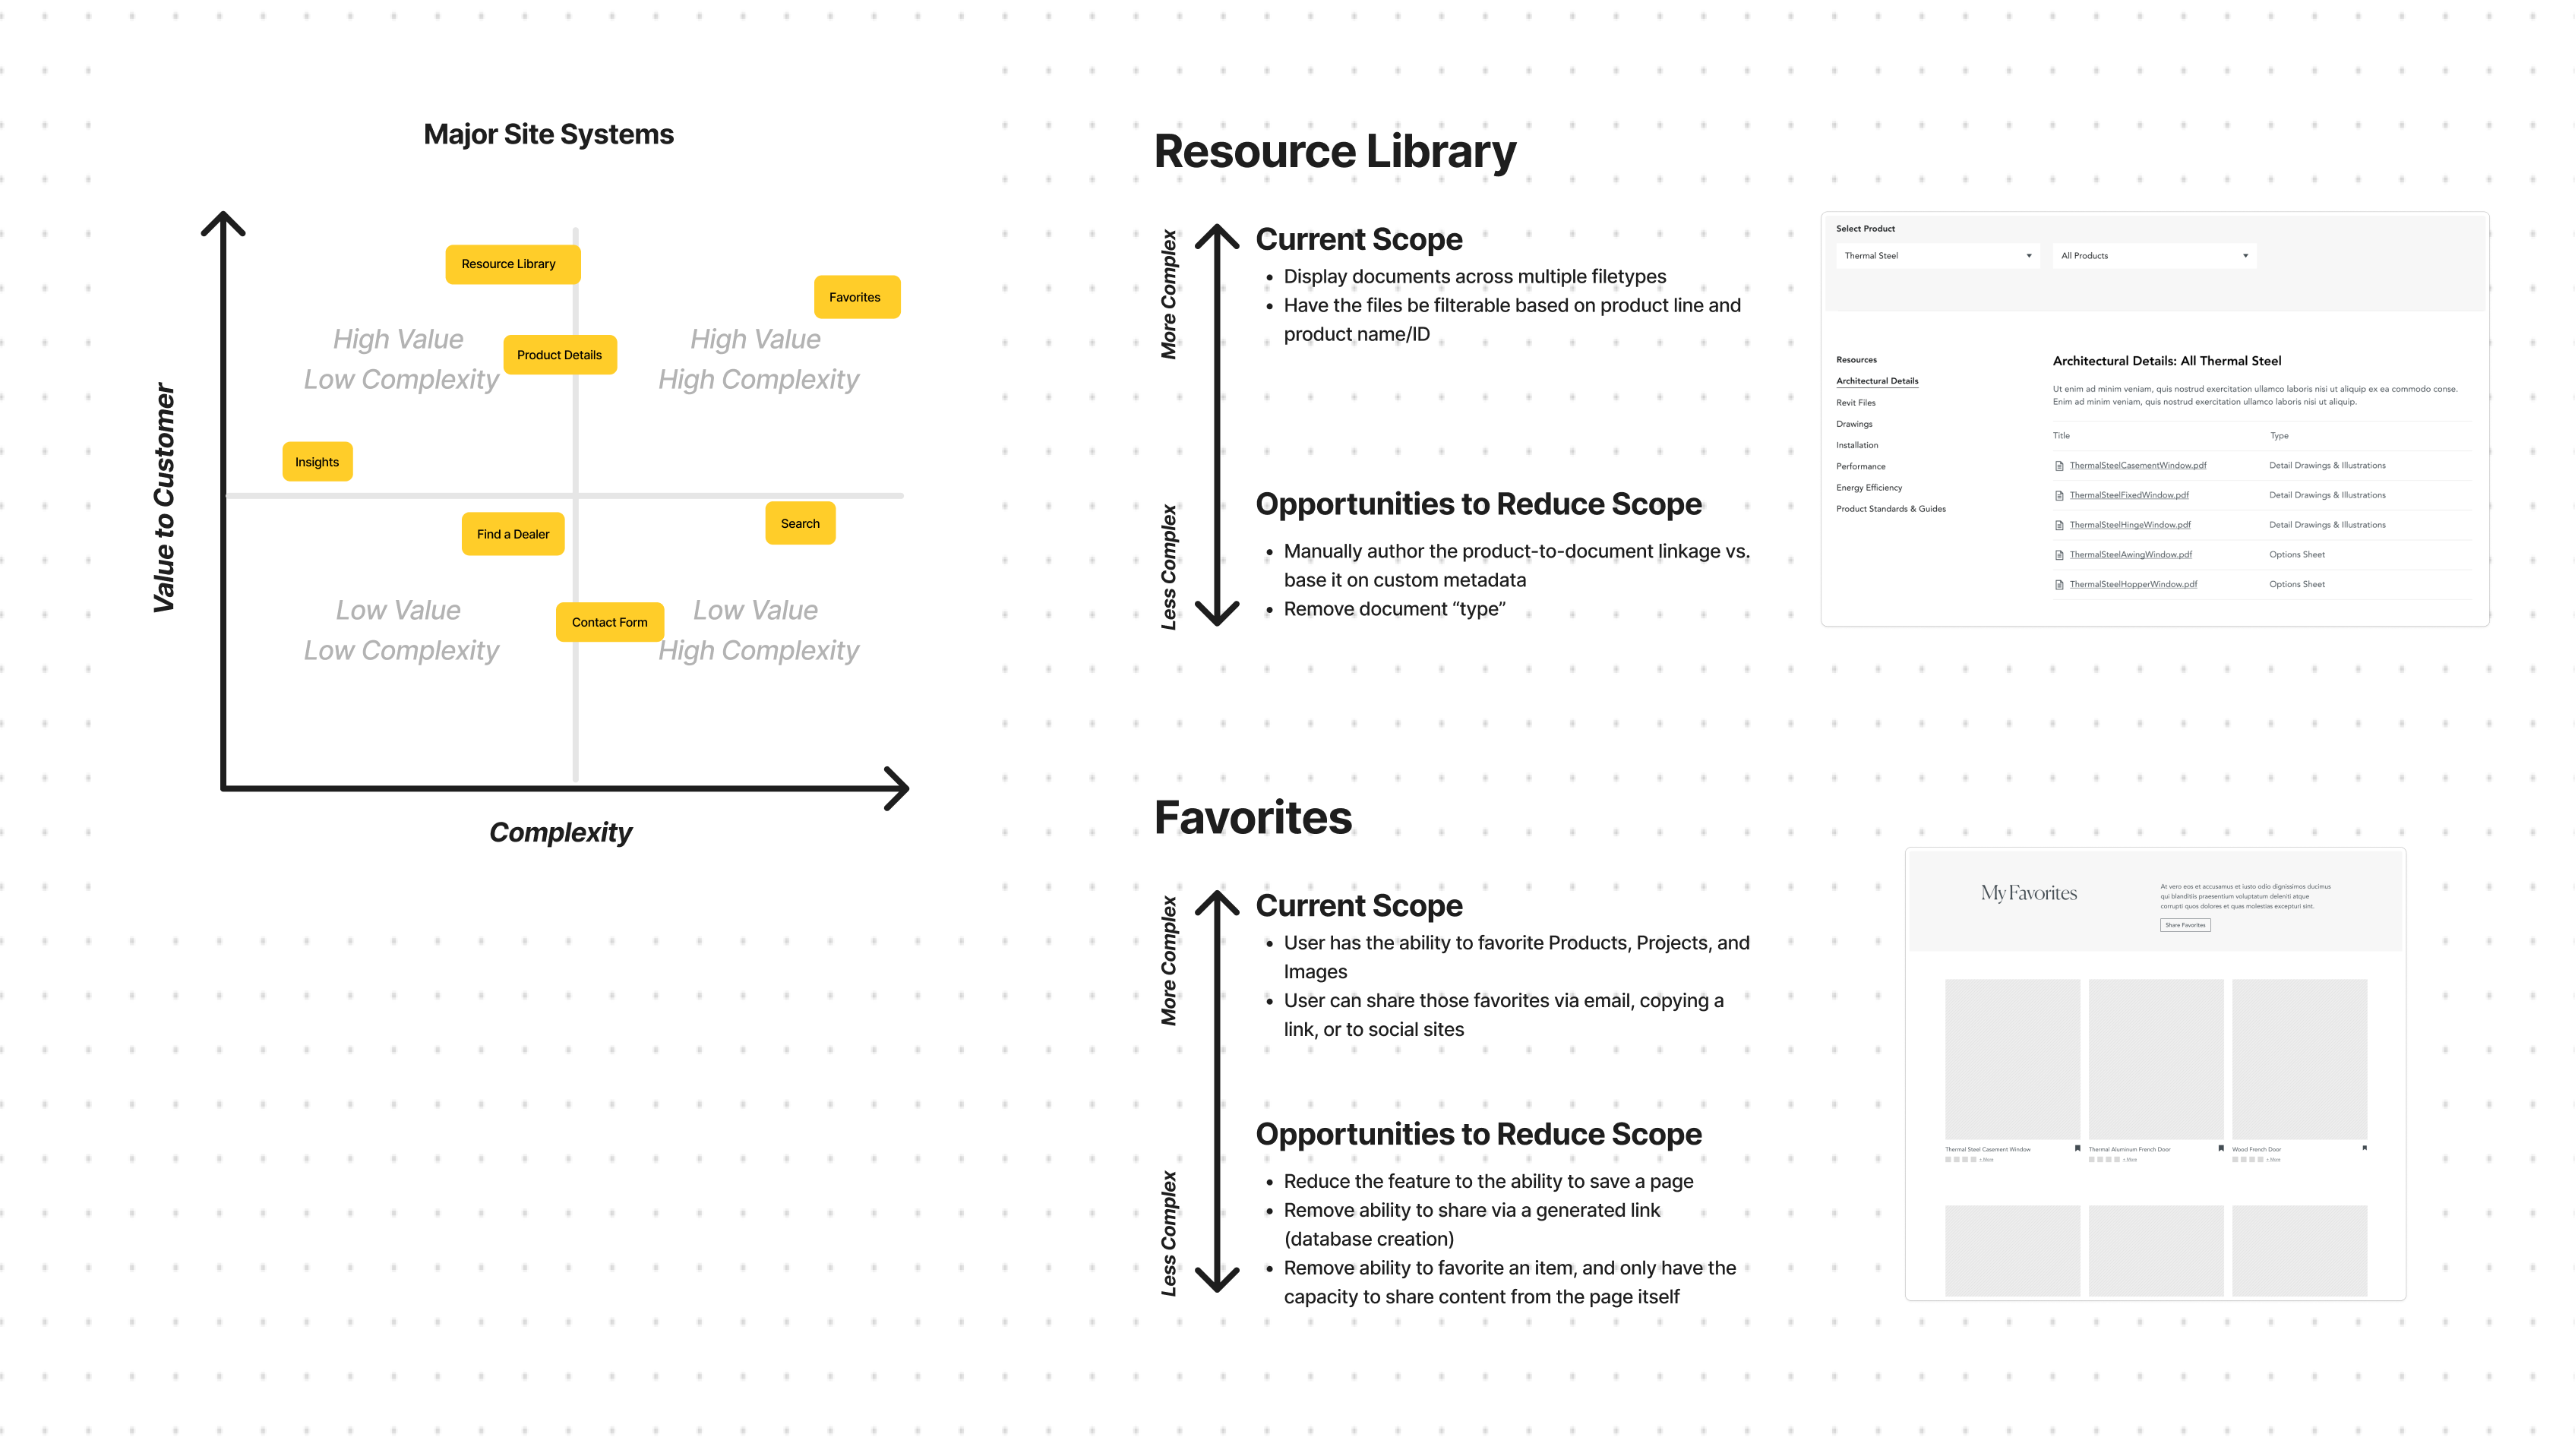 Major Site Systems
Value to Customer
Resource Library
Favorites
High Value
Low Complexity
Product Details
High Value
High Complexity
Insights
Find a Dealer
Search
Low Value
Low Complexity
Contact Form
Low Value
High Complexity
Complexity
Resource Library
More Complex
Less Complex
Current Scope
• Display documents across multiple filetypes
• Have the files be filterable based on product line and
product name/ID
Opportunities to Reduce Scope
• Manually author the product-to-document linkage vs.
base it on custom metadata
• Remove document “type”
Select Product
Thermal Steel
All Products
Resources
Architectural Details
Revit Files
Drawings
Installation
Performance
Energy Efficiency
Product Standards & Guides
Architectural Details: All Thermal Steel
Ut enim ad minim veniam, quis nostrud exercitation ullamco laboris nisi ut aliquip ex ea commodo conse.
Enim ad minim veniam, quis nostrud exercitation ullamco laboris nisi ut aliquip.
Title Type
ThermalSteelCasementWindow.pdf Detail Drawings & Illustrations
ThermalSteelFixedWindow.pdf Detail Drawings & Illustrations
ThermalSteelHingeWindow.pdf Detail Drawings & Illustrations
ThermalSteelAwingWindow.pdf Options Sheet
ThermalSteelHopperWindow.pdf Options Sheet
Favorites
More Complex
Less Complex
Current Scope
• User has the ability to favorite Products, Projects, and
Images
• User can share those favorites via email, copying a
link, or to social sites
Opportunities to Reduce Scope
• Reduce the feature to the ability to save a page
• Remove ability to share via a generated link
(database creation)
• Remove ability to favorite an item, and only have the
capacity to share content from the page itself
My Favorites
At vero eos et accusamus et iusto odio dignissimos ducimus
qui blanditiis praesentium voluptatum deleniti atque
corrupti quos dolores et quas molestias excepturi sint.
Share Favorites
Thermal Steel Casement Window
+ More
Thermal Aluminum French Door
+ More
Wood French Door
+ More